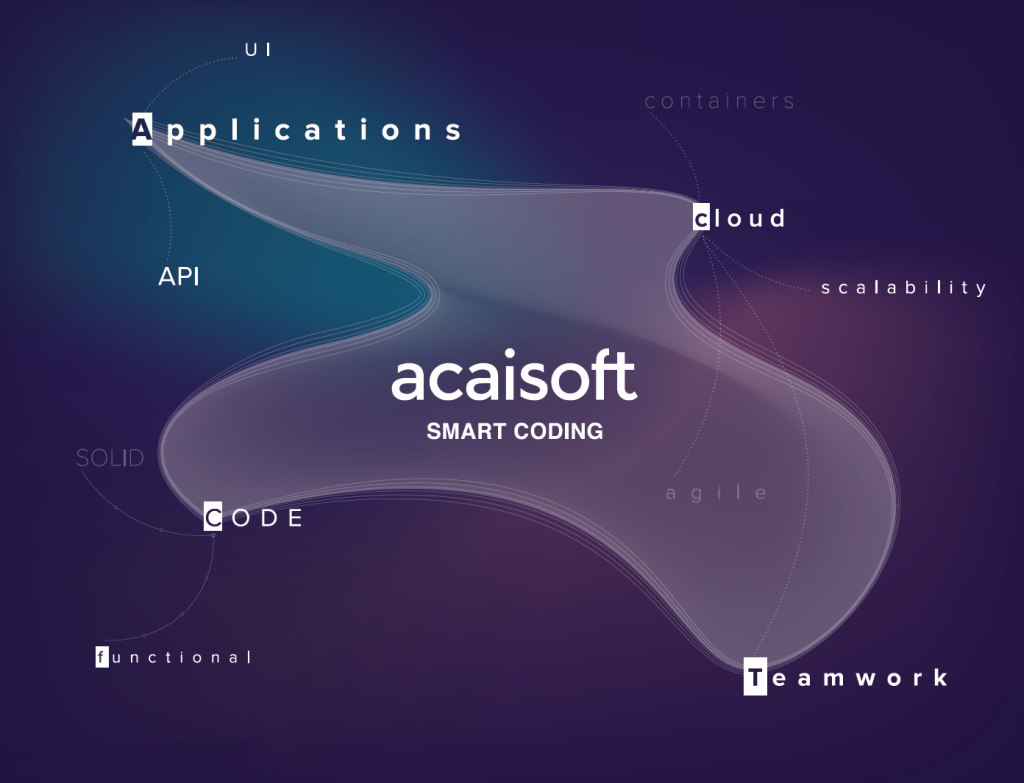 UI
containers
Applications
cloud
API
scalability
acaisoft
SMART CODING
SOLID
agile
CODE
functional
Teamwork